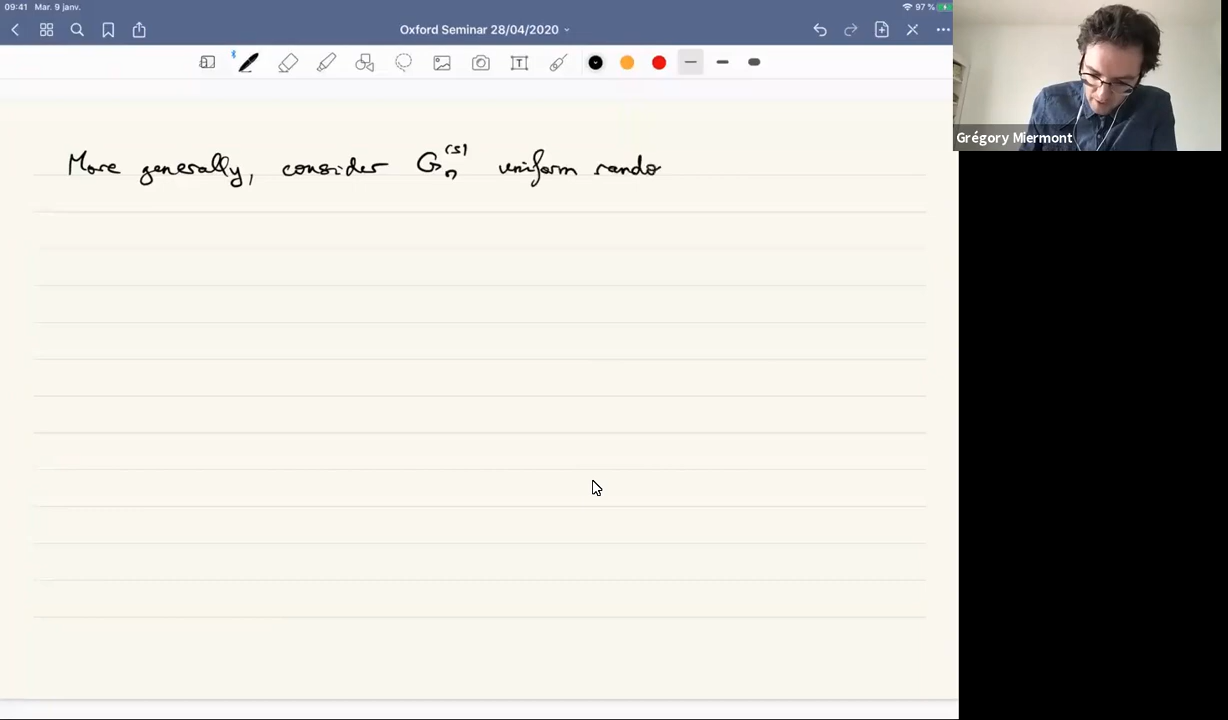 09:41 Mar. 9 janv.
97 %
Oxford Seminar 28/04/2020
T
Grégory Miermont
More generally, consider G_n^(s) uniform rando